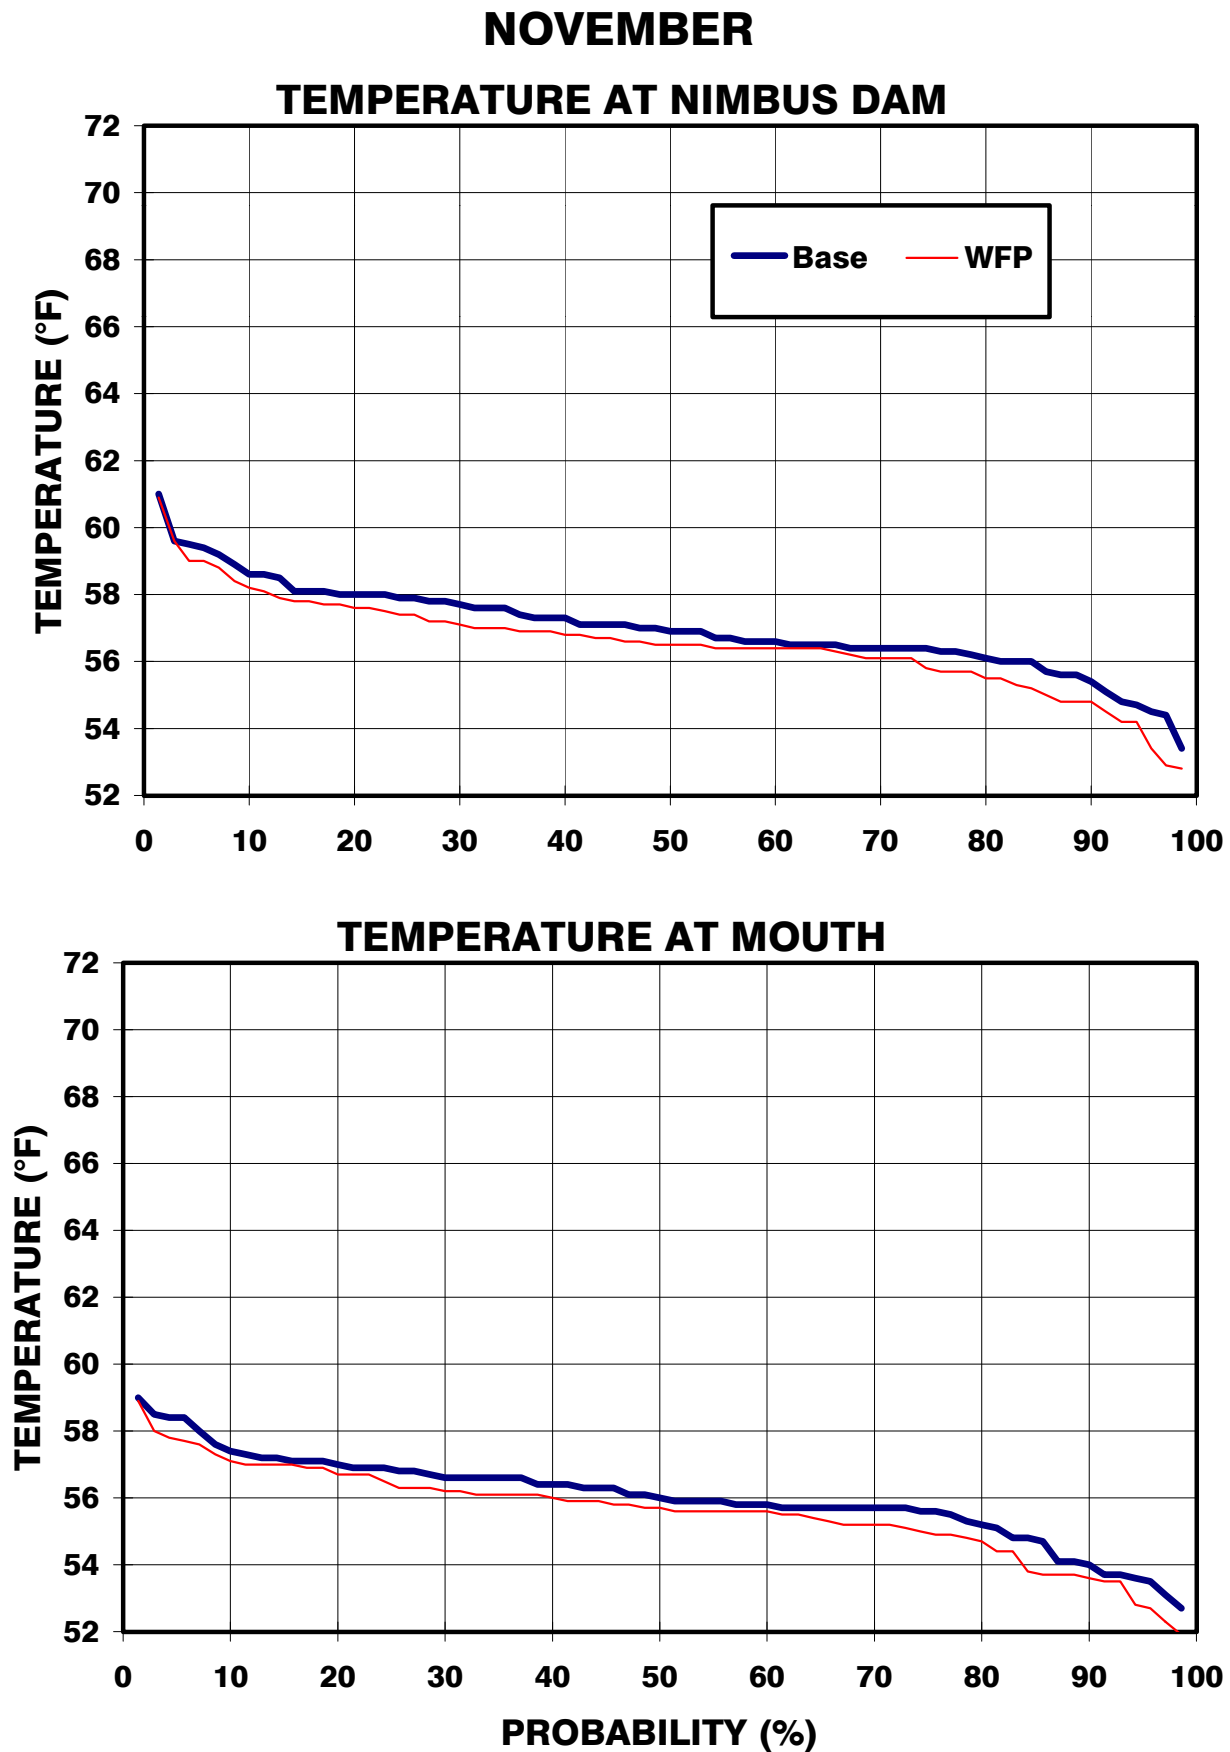 NOVEMBER
TEMPERATURE AT NIMBUS DAM
72
70
68
66
64
62
60
58
56
54
52
TEMPERATURE (°F)
Base WFP
0 10 20 30 40 50 60 70 80 90 100
TEMPERATURE AT MOUTH
72
70
68
66
64
62
60
58
56
54
52
TEMPERATURE (°F)
0 10 20 30 40 50 60 70 80 90 100
PROBABILITY (%)